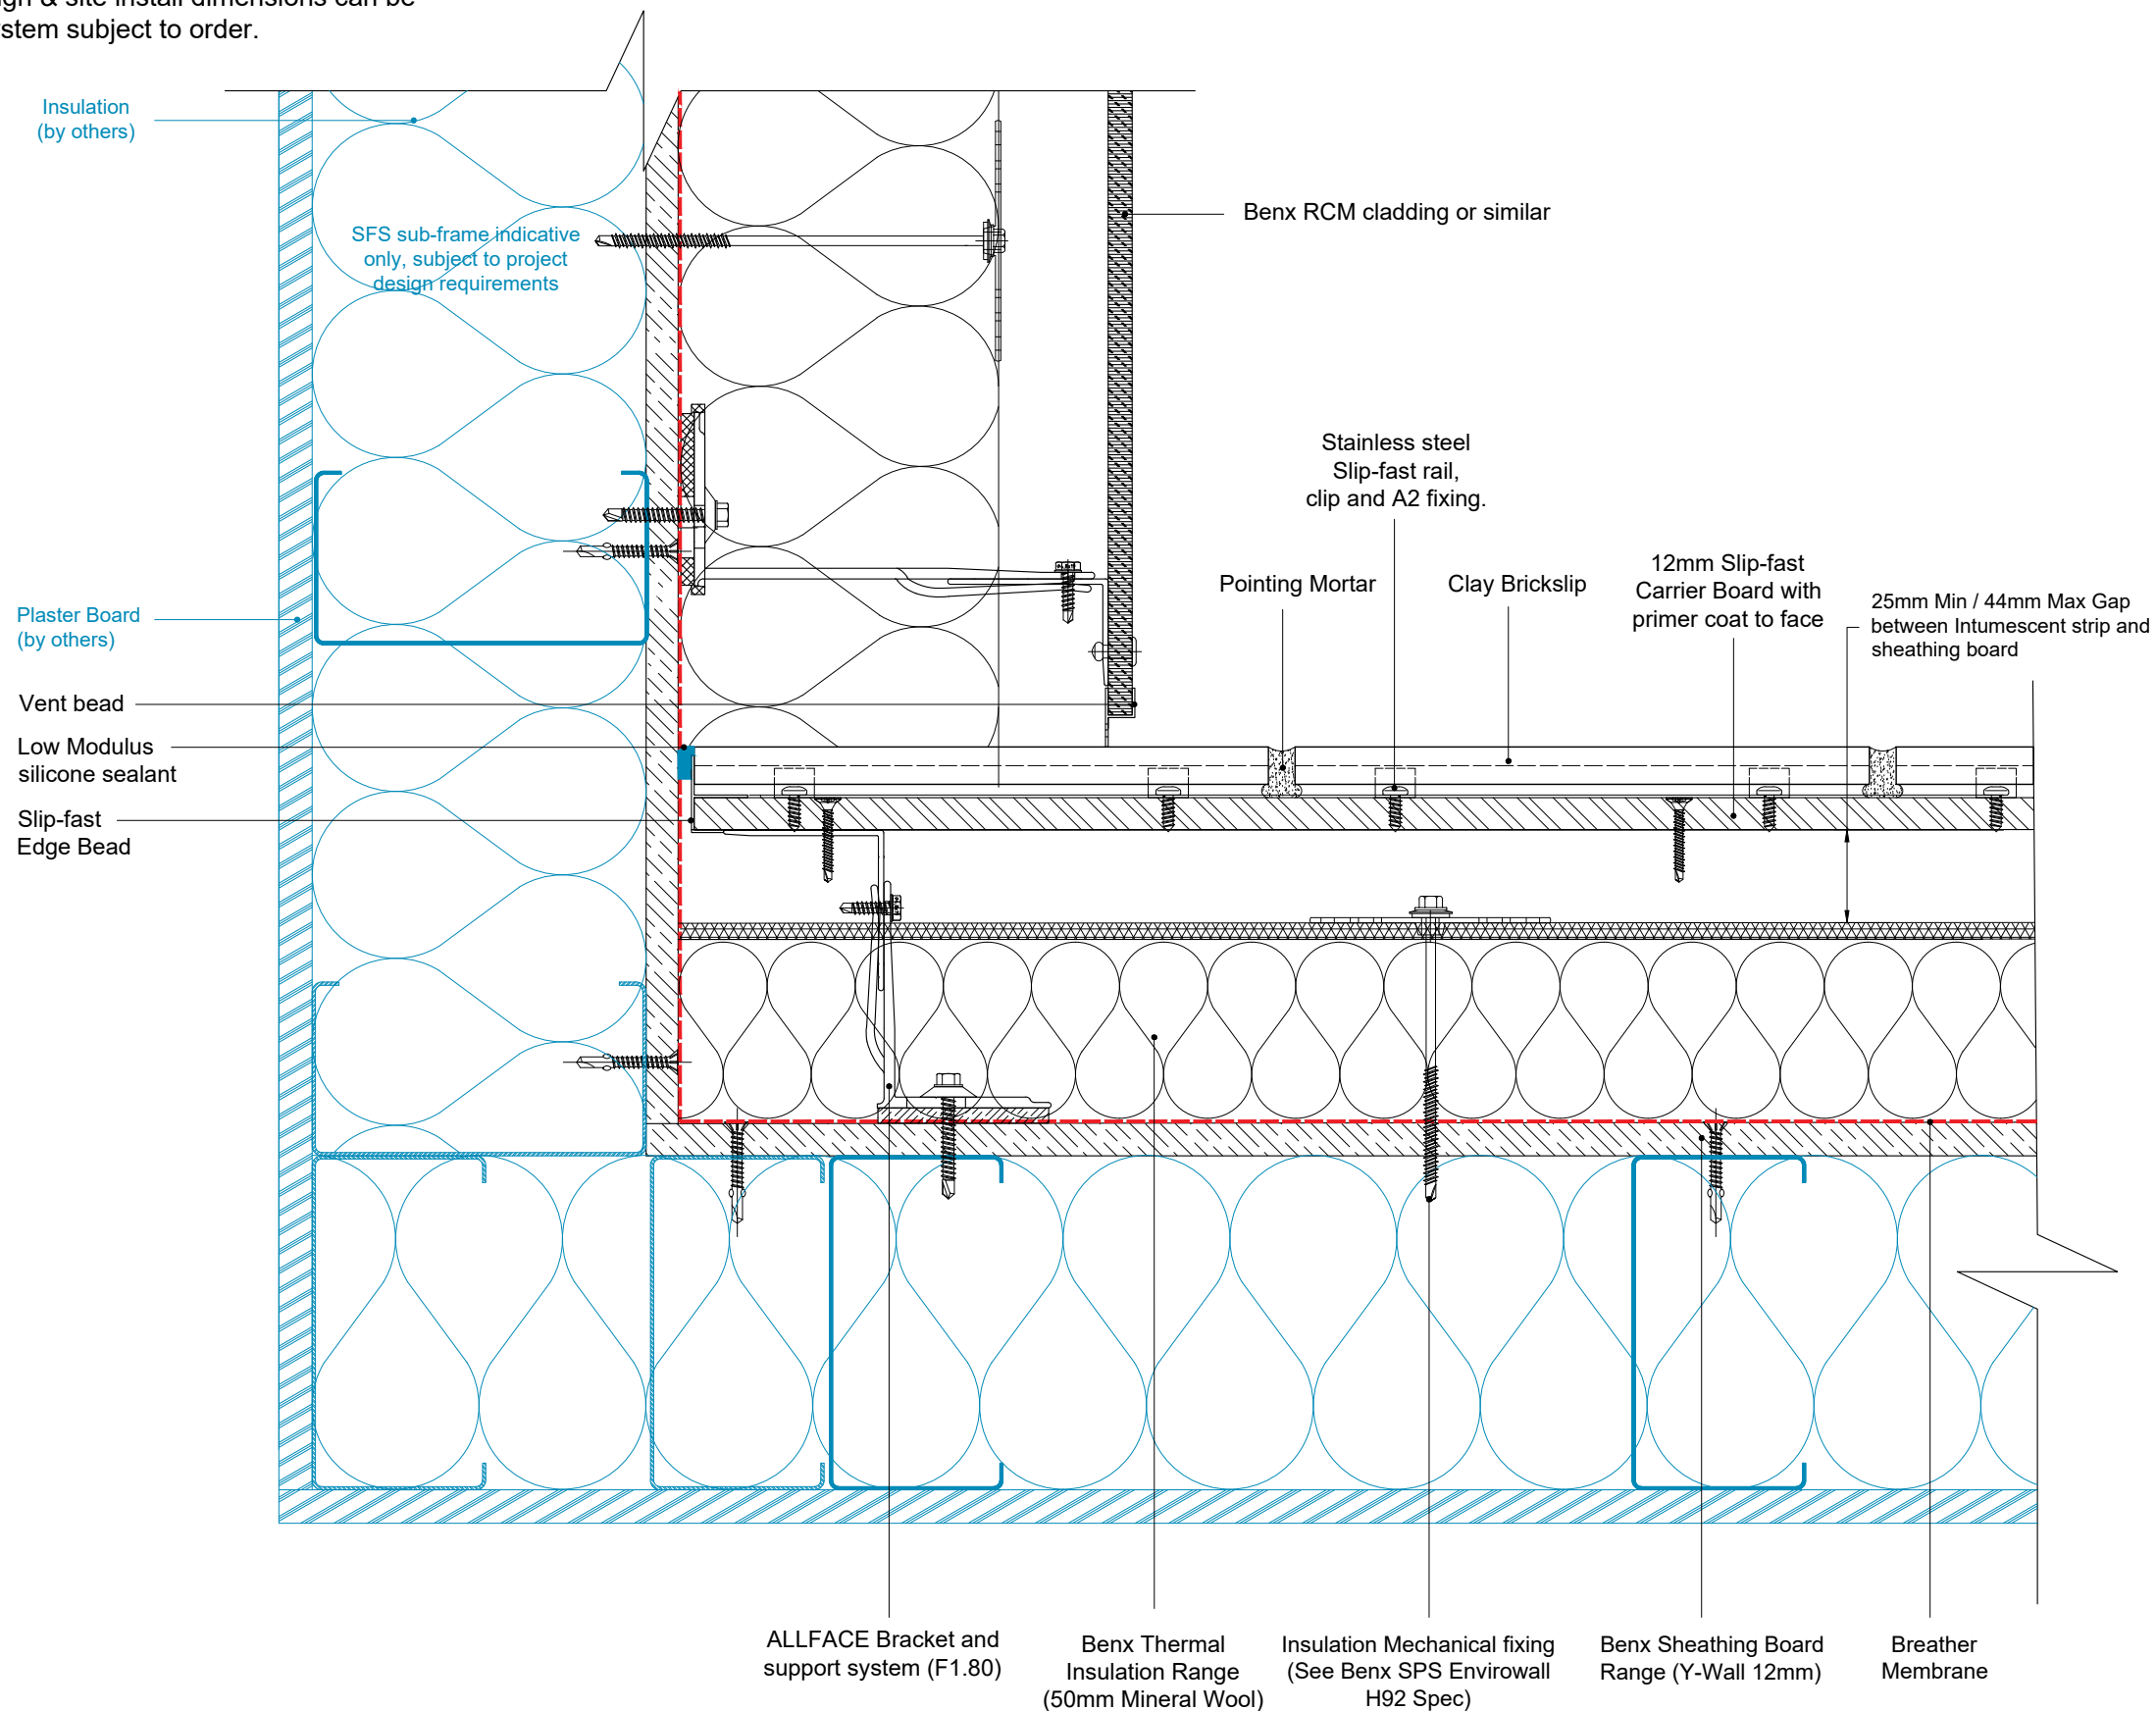 ystem subject to order.
Insulation
(by others)
SFS sub-frame indicative
only, subject to project
design requirements
Benx RCM cladding or similar
Stainless steel
Slip-fast rail,
clip and A2 fixing.
Pointing Mortar
Clay Brickslip
12mm Slip-fast
Carrier Board with
primer coat to face
25mm Min / 44mm Max Gap
between Intumescent strip and
sheathing board
Plaster Board
(by others)
Vent bead
Low Modulus
silicone sealant
Slip-fast
Edge Bead
ALLFACE Bracket and
support system (F1.80)
Benx Thermal
Insulation Range
(50mm Mineral Wool)
Insulation Mechanical fixing
(See Benx SPS Envirowall
H92 Spec)
Benx Sheathing Board
Range (Y-Wall 12mm)
Breather
Membrane